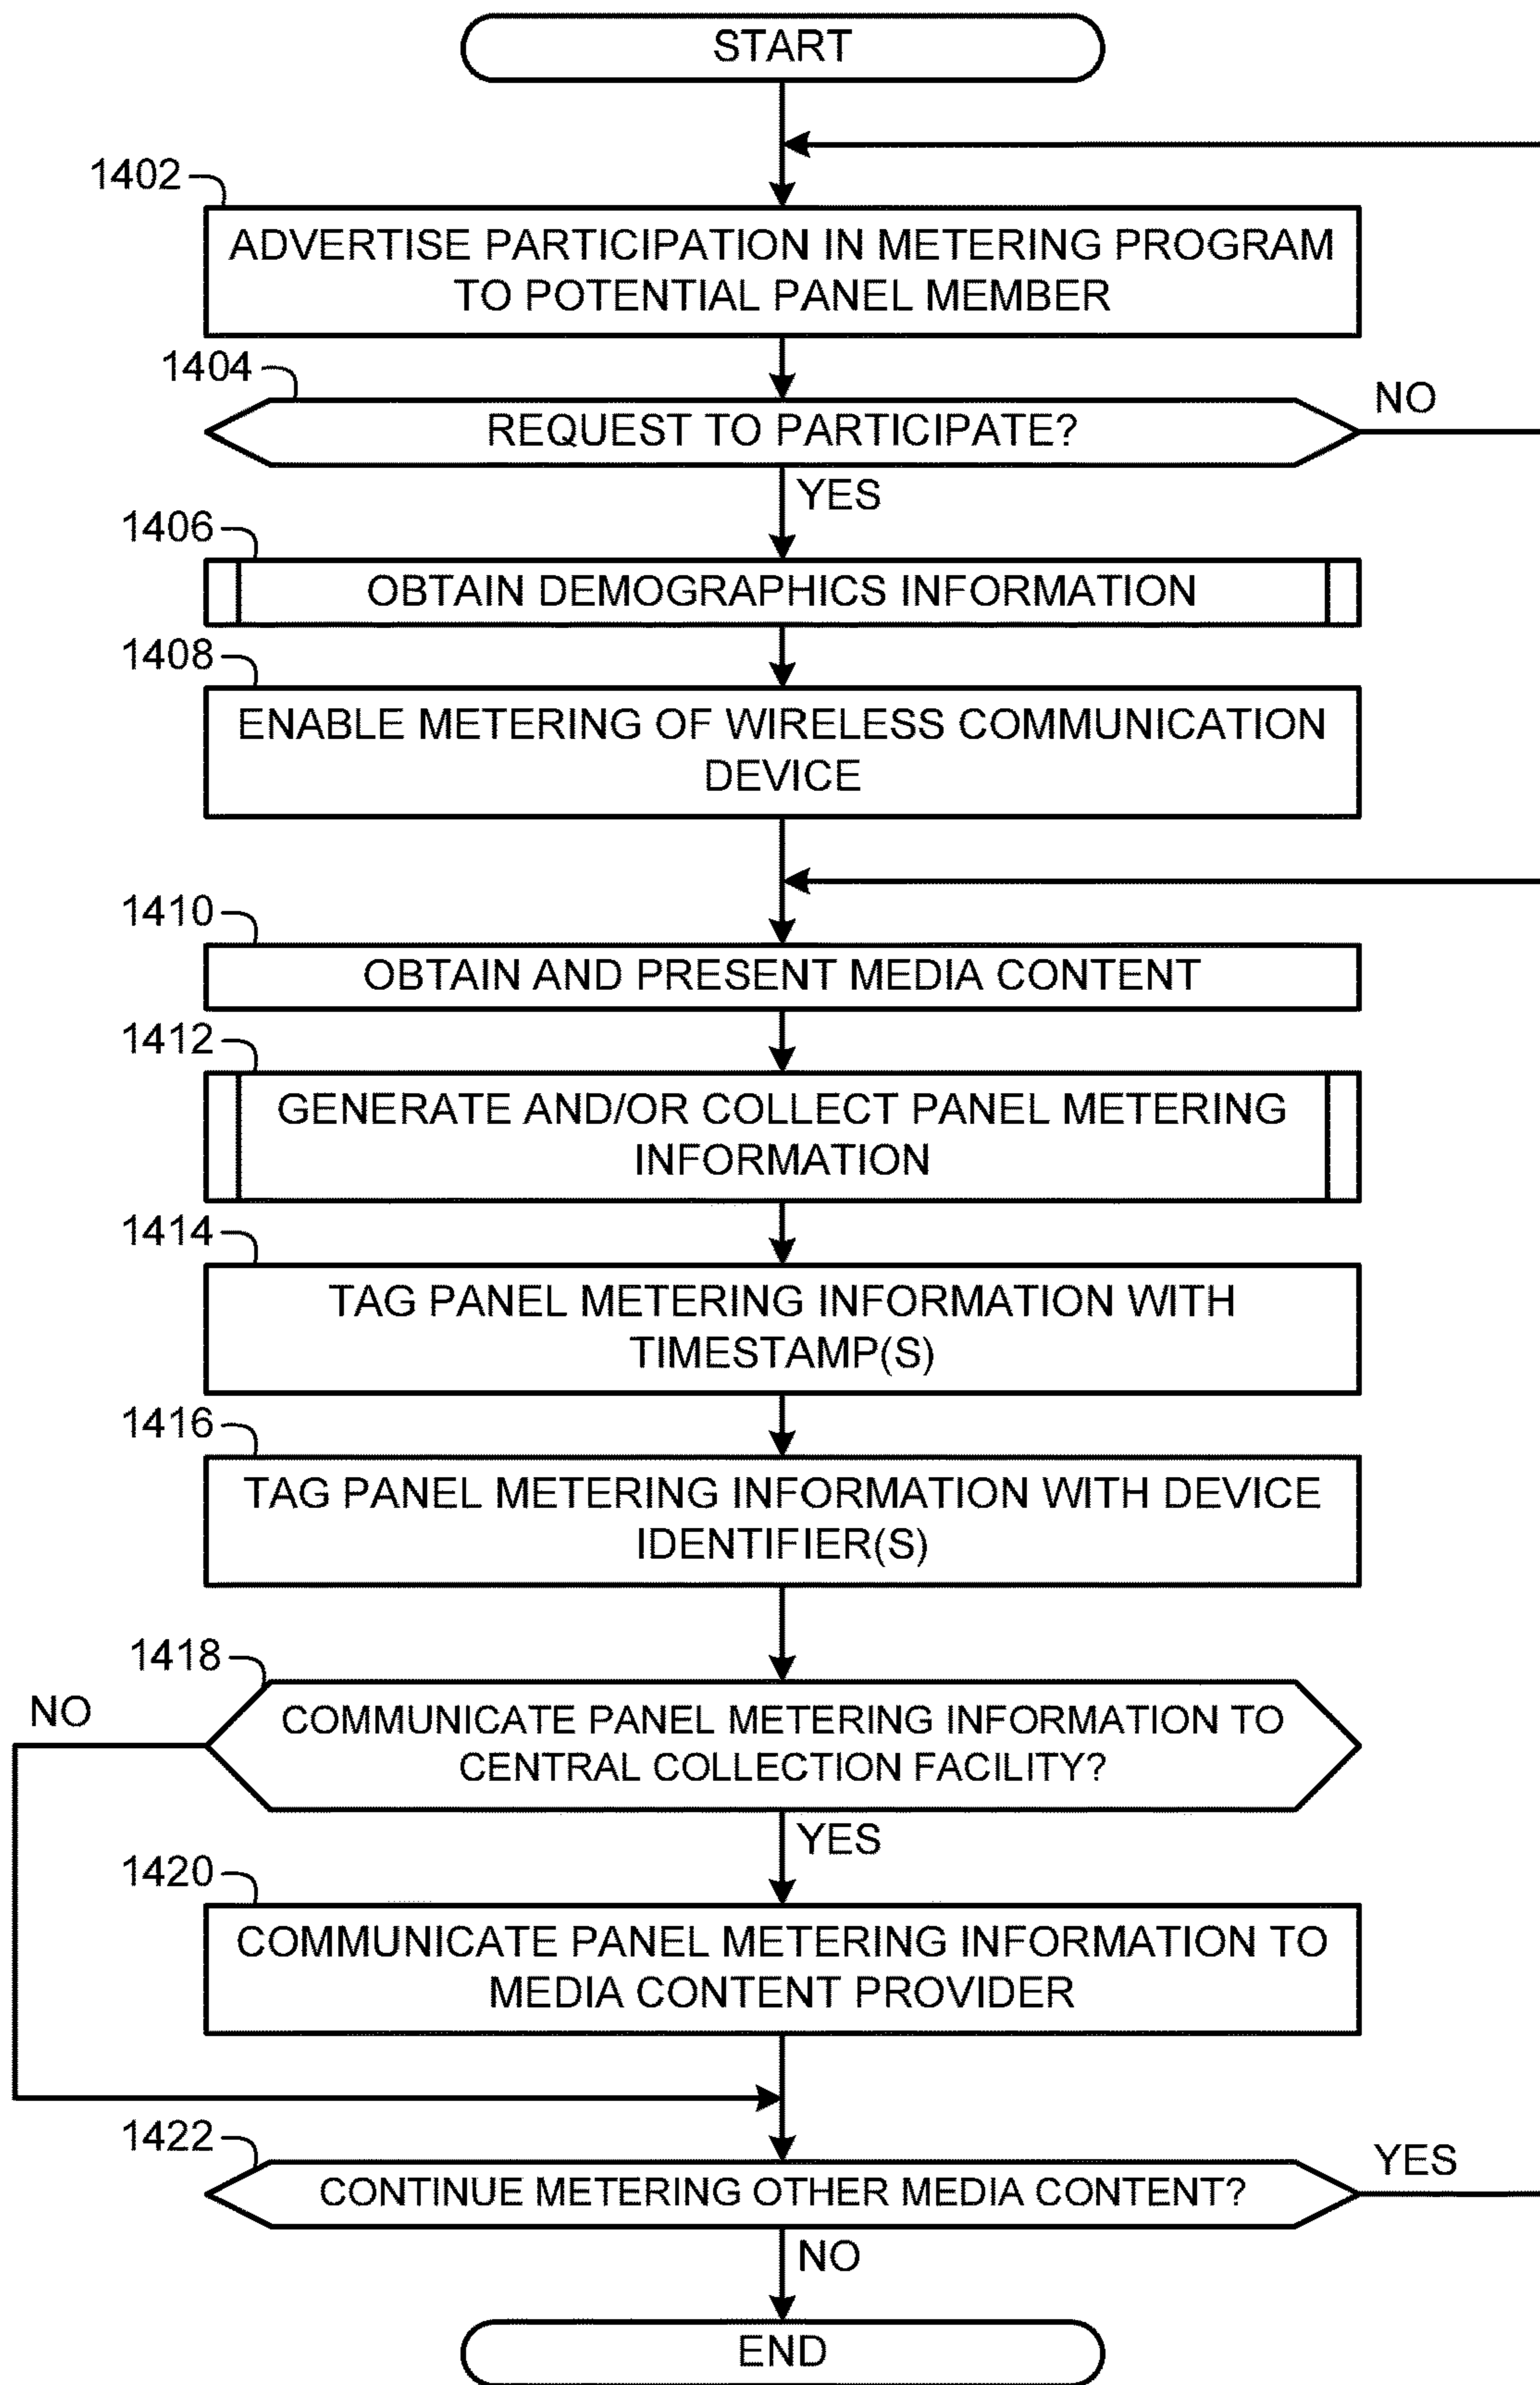 START
1402
ADVERTISE PARTICIPATION IN METERING PROGRAM
TO POTENTIAL PANEL MEMBER
1404
REQUEST TO PARTICIPATE?
NO
YES
1406
OBTAIN DEMOGRAPHICS INFORMATION
1408
ENABLE METERING OF WIRELESS COMMUNICATION
DEVICE
1410
OBTAIN AND PRESENT MEDIA CONTENT
1412
GENERATE AND/OR COLLECT PANEL METERING
INFORMATION
1414
TAG PANEL METERING INFORMATION WITH
TIMESTAMP(S)
1416
TAG PANEL METERING INFORMATION WITH DEVICE
IDENTIFIER(S)
1418
NO
COMMUNICATE PANEL METERING INFORMATION TO
CENTRAL COLLECTION FACILITY?
YES
1420
COMMUNICATE PANEL METERING INFORMATION TO
MEDIA CONTENT PROVIDER
1422
CONTINUE METERING OTHER MEDIA CONTENT?
YES
NO
END